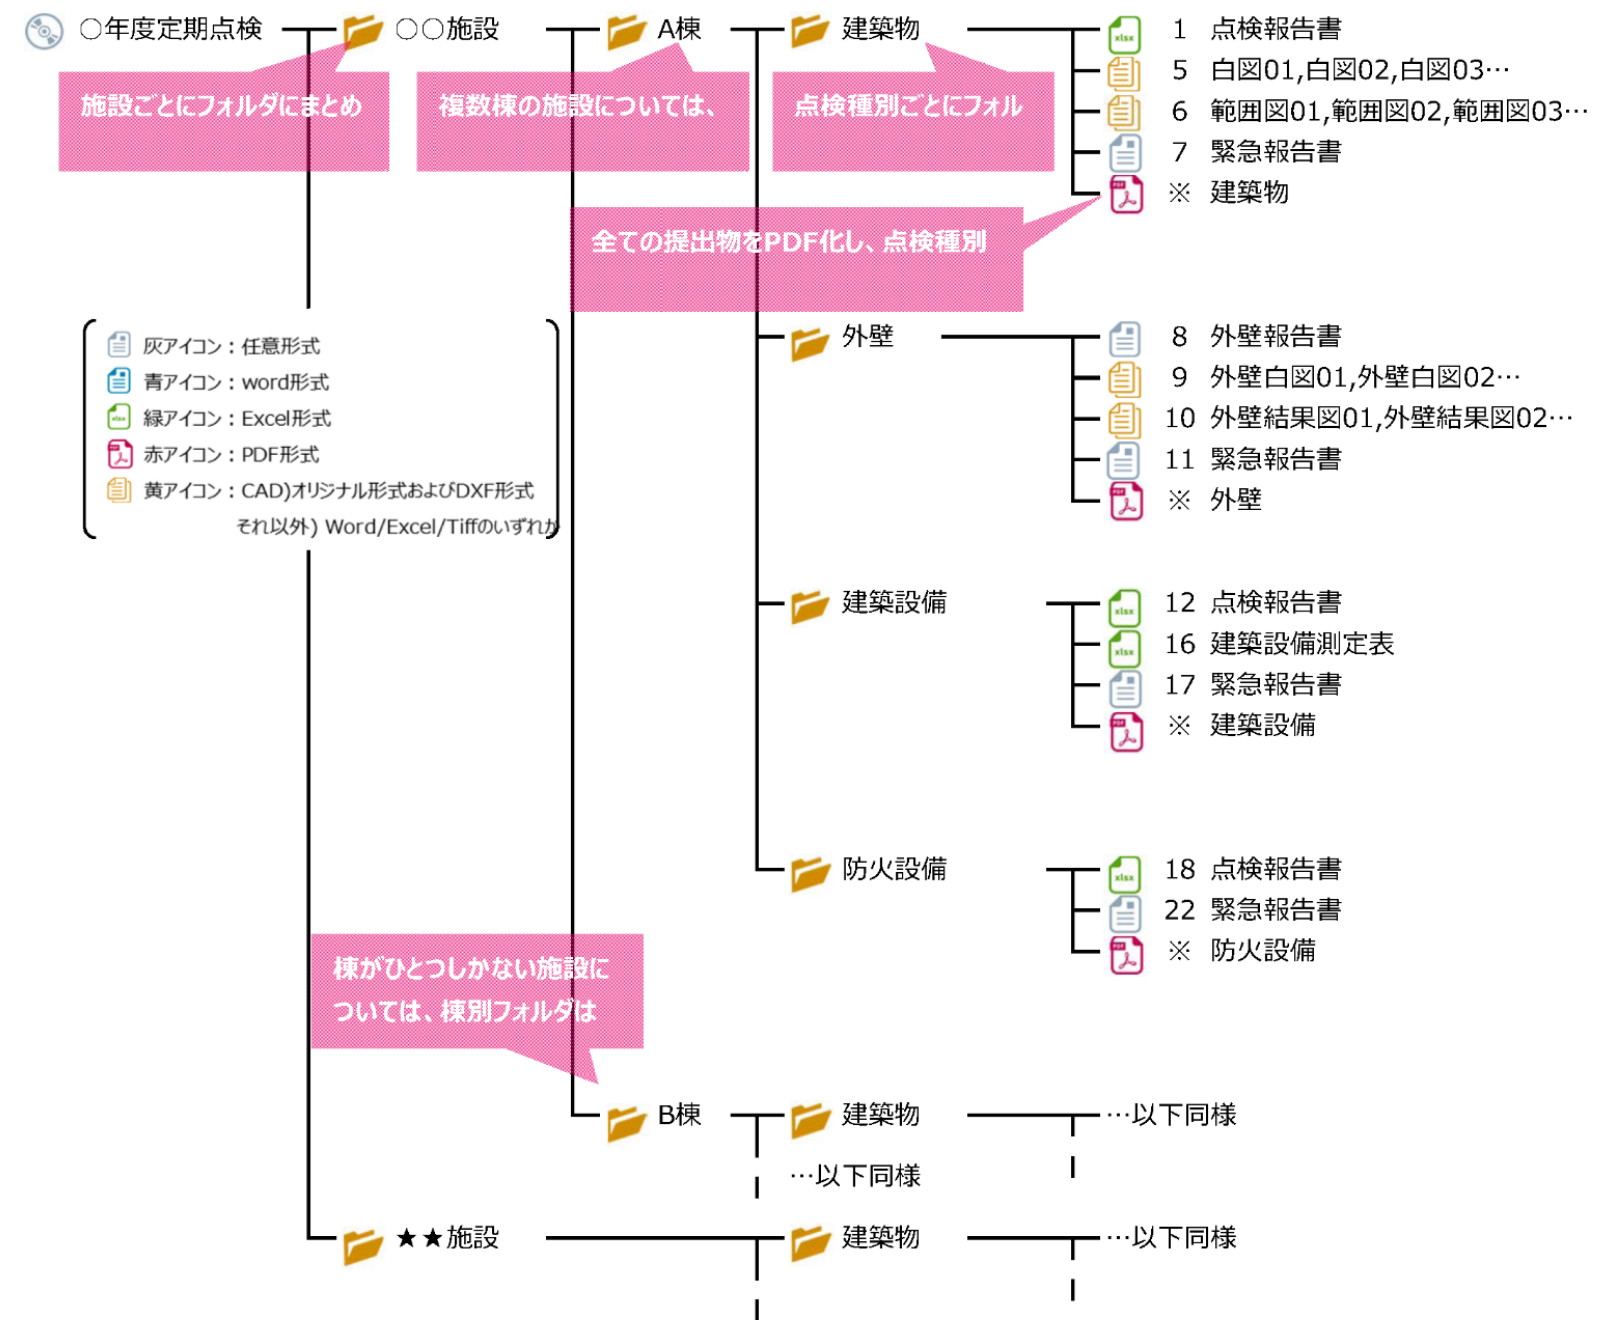 ○年度定期点検
○○施設
A棟
建築物
1 点検報告書
5 白図01,白図02,白図03…
6 範囲図01,範囲図02,範囲図03…
7 緊急報告書
※ 建築物
施設ごとにフォルダにまとめ
複数棟の施設については、
点検種別ごとにフォル
全ての提出物をPDF化し、点検種別
灰アイコン：任意形式
青アイコン：word形式
緑アイコン：Excel形式
赤アイコン：PDF形式
黄アイコン：CAD)オリジナル形式およびDXF形式
それ以外) Word/Excel/Tiffのいずれか
外壁
8 外壁報告書
9 外壁白図01,外壁白図02…
10 外壁結果図01,外壁結果図02…
11 緊急報告書
※ 外壁
建築設備
12 点検報告書
16 建築設備測定表
17 緊急報告書
※ 建築設備
防火設備
18 点検報告書
22 緊急報告書
※ 防火設備
棟がひとつしかない施設に
ついては、棟別フォルダは
B棟
建築物
…以下同様
…以下同様
★★施設
建築物
…以下同様